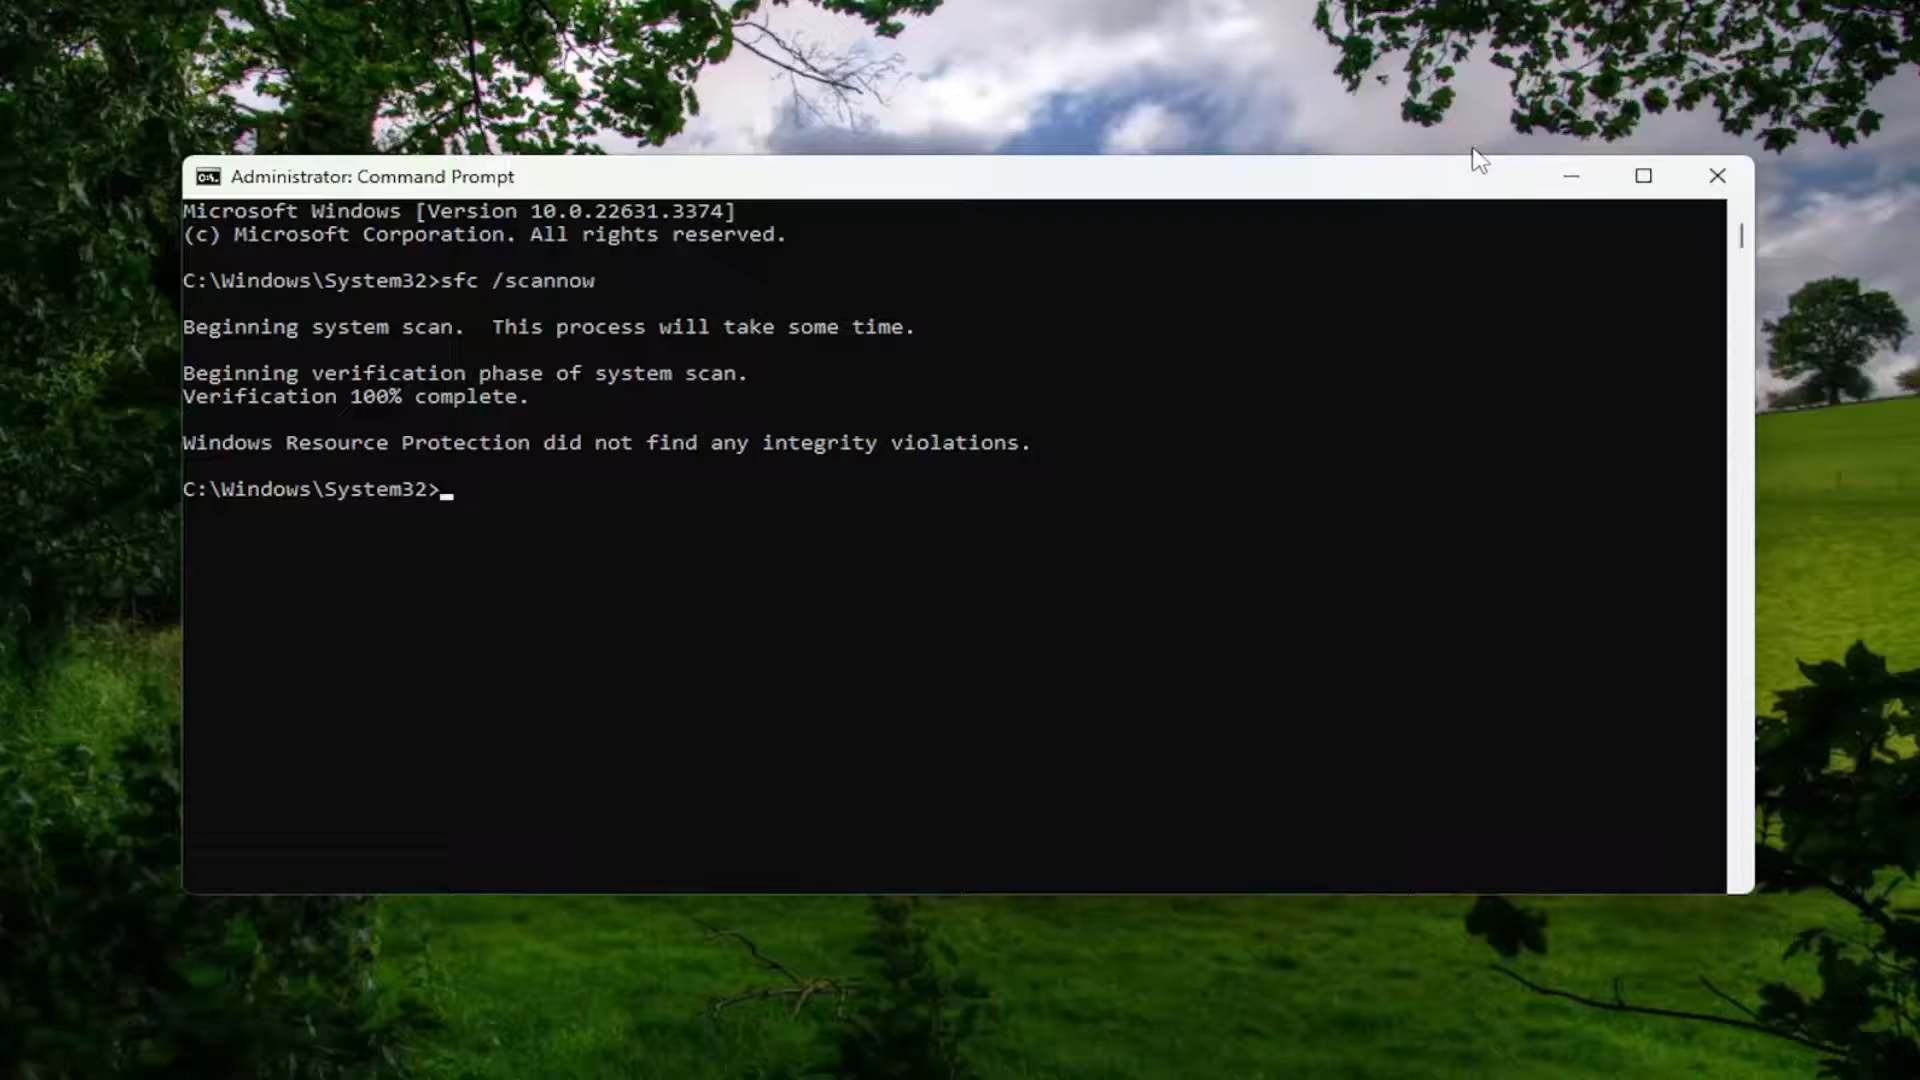 Administrator: Command Prompt
Microsoft Windows [Version 10.0.22631.3374]
(c) Microsoft Corporation. All rights reserved.
C:\Windows\System32>sfc /scannow
Beginning system scan.  This process will take some time.
Beginning verification phase of system scan.
Verification 100% complete.
Windows Resource Protection did not find any integrity violations.
C:\Windows\System32>